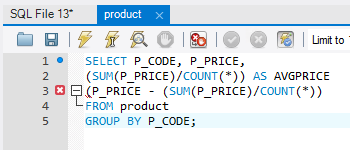 SQL File 13* product ×
Limit to
1 SELECT P_CODE, P_PRICE,
2 (SUM(P_PRICE)/COUNT(*)) AS AVGPRICE
3 (P_PRICE - (SUM(P_PRICE)/COUNT(*))
4 FROM product
5 GROUP BY P_CODE;